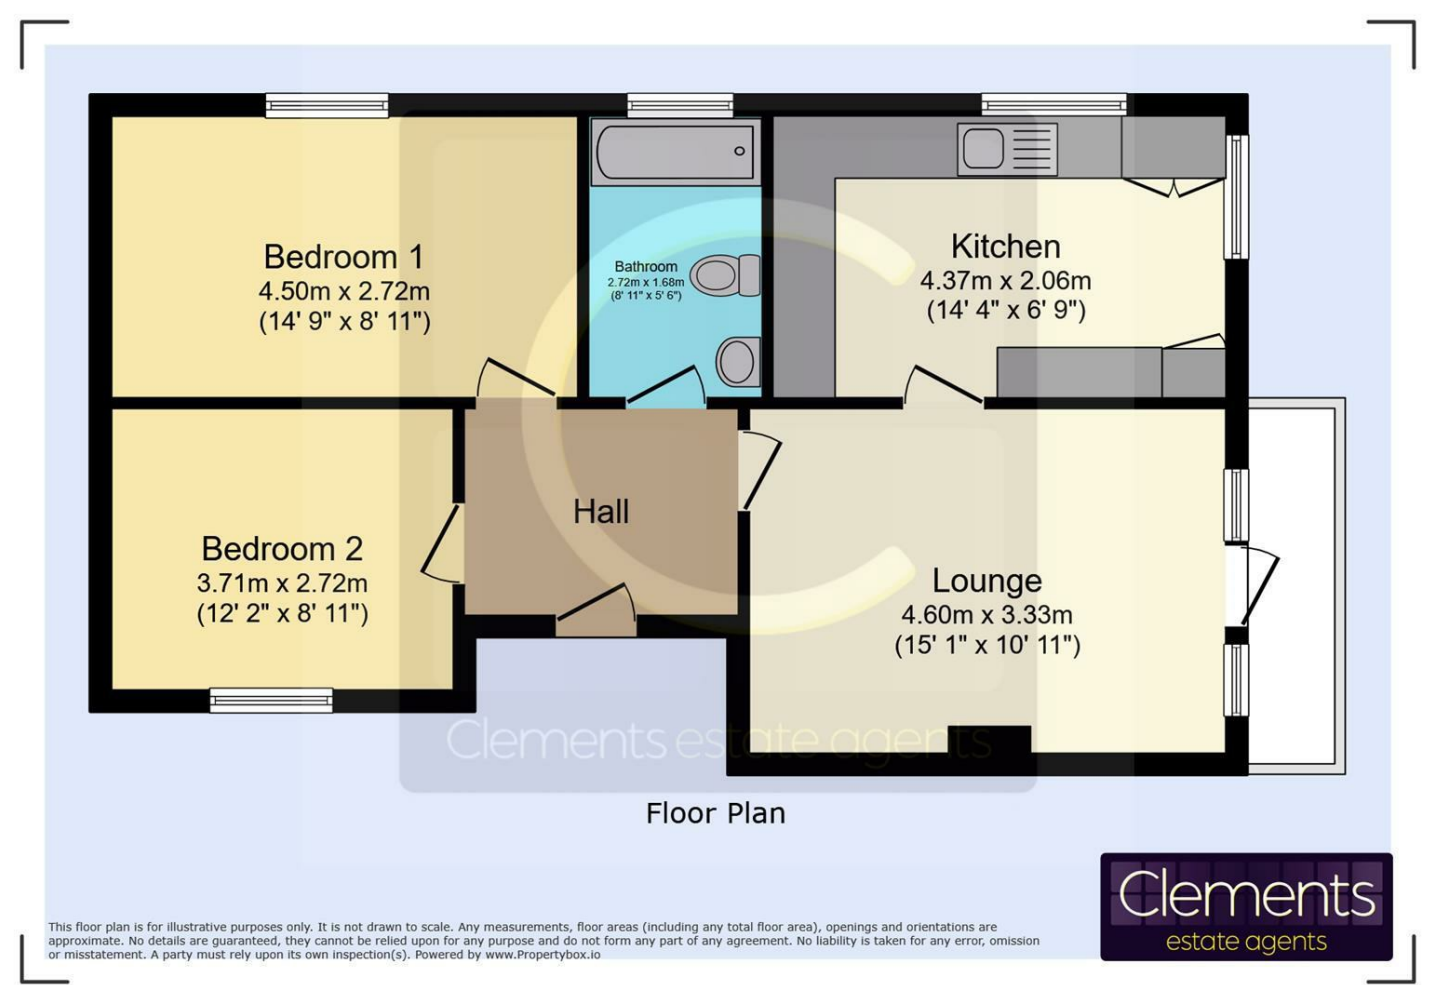 Bedroom 1
4.50m x 2.72m
(14' 9" x 8' 11")
Bathroom
2.72m x 1.68m
(8' 11" x 5' 6")
Kitchen
4.37m x 2.06m
(14' 4" x 6' 9")
Hall
Bedroom 2
3.71m x 2.72m
(12' 2" x 8' 11")
Lounge
4.60m x 3.33m
(15' 1" x 10' 11")
Clements estate agents
Floor Plan
Clements
estate agents
This floor plan is for illustrative purposes only. It is not drawn to scale. Any measurements, floor areas (including any total floor area), openings and orientations are
approximate. No details are guaranteed, they cannot be relied upon for any purpose and do not form any part of any agreement. No liability is taken for any error, omission
or misstatement. A party must rely upon its own inspection(s). Powered by www.Propertybox.io